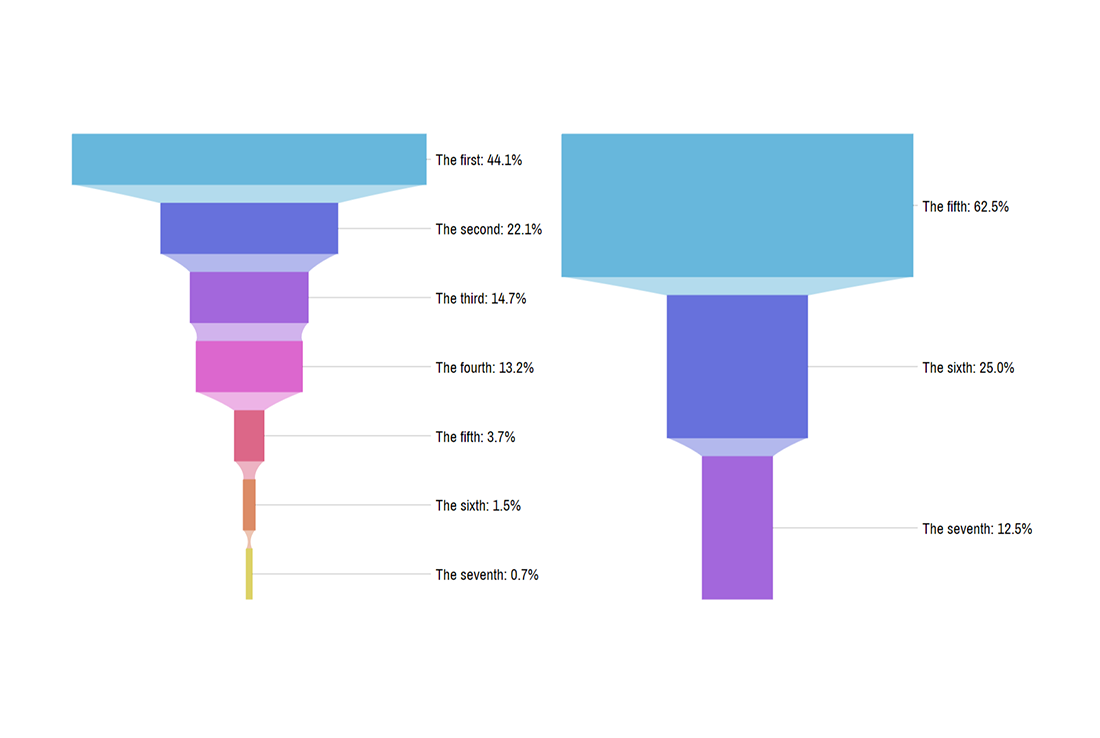 The first: 44.1%
The second: 22.1%
The third: 14.7%
The fourth: 13.2%
The fifth: 3.7%
The sixth: 1.5%
The seventh: 0.7%
The fifth: 62.5%
The sixth: 25.0%
The seventh: 12.5%